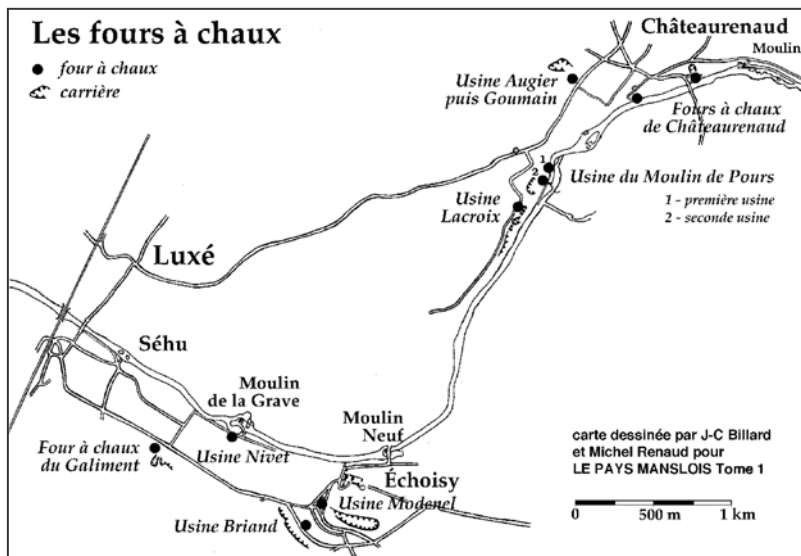 Les fours à chaux
four à chaux
carrière
Châteaurenaud
Moulin
Usine Augier
puis Goumain
Fours à chaux
de Châteaurenaud
1
2
Usine du Moulin de Pours
1 - première usine
2 - seconde usine
Usine
Lacroix
Luxé
Séhu
Moulin
de la Grave
Moulin
Neuf
Four à chaux
du Galiment
Usine Nivet
Échoisy
Usine Modenel
Usine Briand
carte dessinée par J-C Billard
et Michel Renaud pour
LE PAYS MANSLOIS Tome 1
0 500 m 1 km